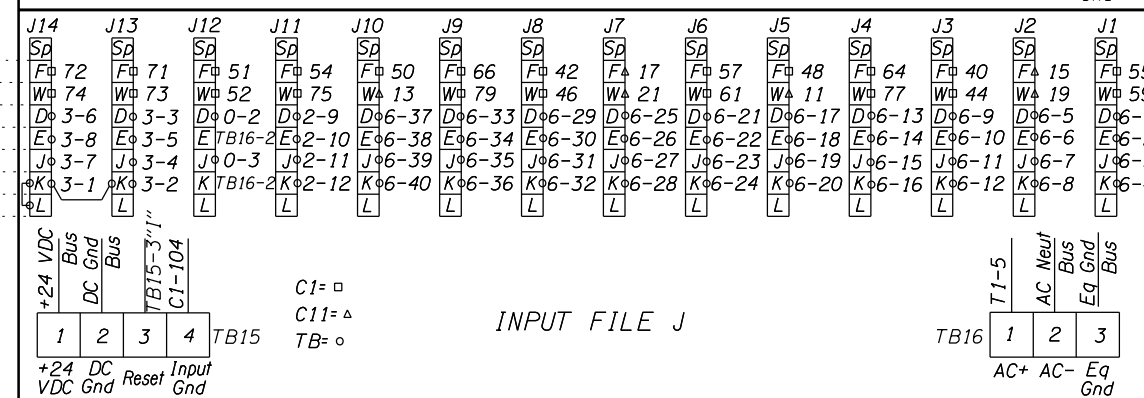 J14 J13 J12 J11 J10 J9 J8 J7 J6 J5 J4 J3 J2 J1
Sp Sp Sp Sp Sp Sp Sp Sp Sp Sp Sp Sp Sp Sp
F 72 F 71 F 51 F 54 F 50 F 66 F 42 F 17 F 57 F 48 F 64 F 40 F 15 F
W 74 W 73 W 52 W 75 W 13 W 79 W 46 W 21 W 61 W 11 W 77 W 44 W 19 W
D 3-6 D 3-3 D 0-2 D 2-9 D 6-37 D 6-33 D 6-29 D 6-25 D 6-21 D 6-17 D 6-13 D 6-9 D 6-5 D
E 3-8 E 3-5 E TB16-2 E 2-10 E 6-38 E 6-34 E 6-30 E 6-26 E 6-22 E 6-18 E 6-14 E 6-10 E 6-6 E
J 3-7 J 3-4 J 0-3 J 2-11 J 6-39 J 6-35 J 6-31 J 6-27 J 6-23 J 6-19 J 6-15 J 6-11 J 6-7 J
K 3-1 K 3-2 K TB16-2 K 2-12 K 6-40 K 6-36 K 6-32 K 6-28 K 6-24 K 6-20 K 6-16 K 6-12 K 6-8 K
L L L L L L L L L L L L L L
+24 VDC
Bus
DC Gnd
Bus
TB15-3"I"
C1-104
1 2 3 4 TB15
+24 VDC
DC Gnd
Reset
Input Gnd
C1= □
C11= △
TB= ○
INPUT FILE J
T1-5
AC Neut
Bus
Eq Gnd
Bus
TB16 1 2 3
AC+ AC- Eq Gnd